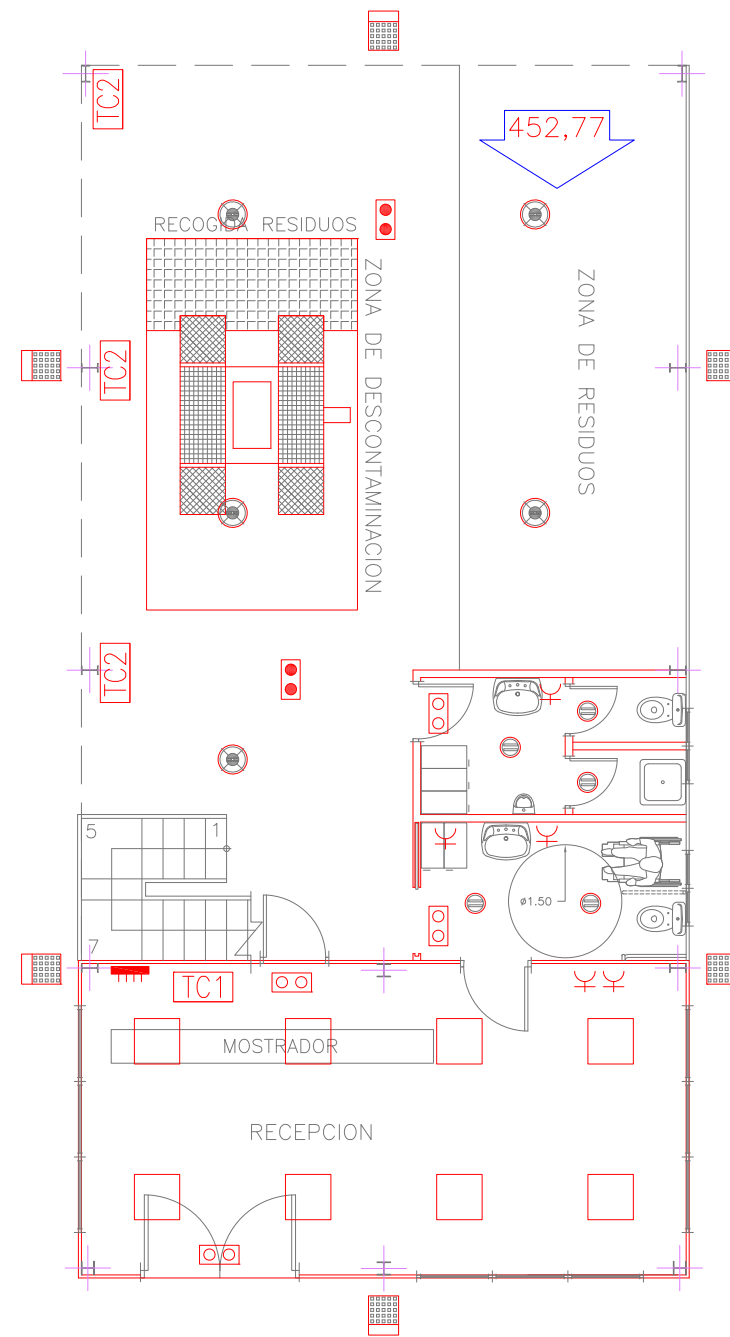 TC2
452,77
RECOGIDA RESIDUOS
ZONA DE DESCONTAMINACION
ZONA DE RESIDUOS
TC2
TC2
5
1
7
ø1.50
TC1
MOSTRADOR
RECEPCION